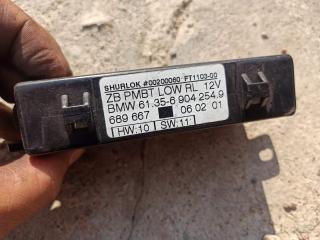 SHURLOK #00200060 FT1103-00
ZB PMBT LOW RL 12V
BMW 61.35-6 904 254.9
689 667 06 02 01
HW:10 SW:11